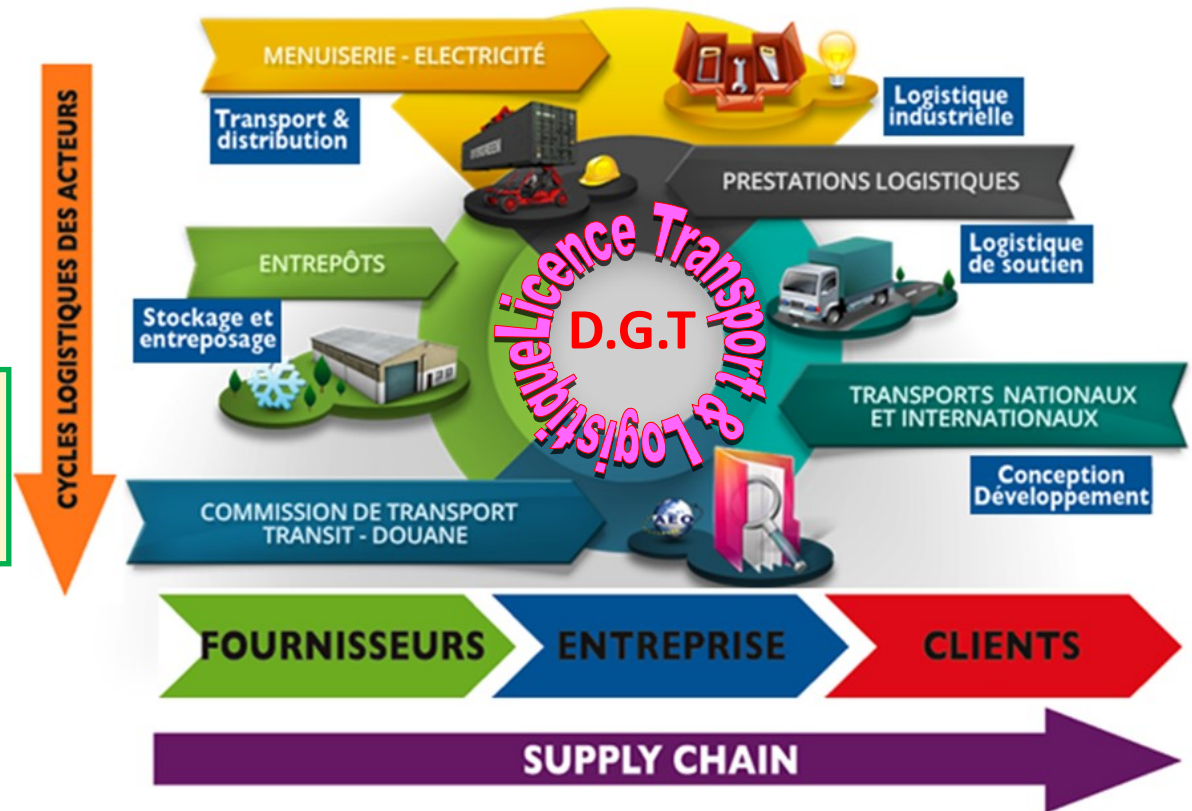 MENUISERIE - ELECTRICITÉ
Transport &
distribution
Logistique
industrielle
EVERGREEN
PRESTATIONS LOGISTIQUES
CYCLES LOGISTIQUES DES ACTEURS
ENTREPÔTS
Logistique
de soutien
Licence Transport & Logistique
D.G.T
Stockage et
entreposage
TRANSPORTS NATIONAUX
ET INTERNATIONAUX
Conception
Développement
COMMISSION DE TRANSPORT
TRANSIT - DOUANE
AEO
FOURNISSEURS
ENTREPRISE
CLIENTS
SUPPLY CHAIN